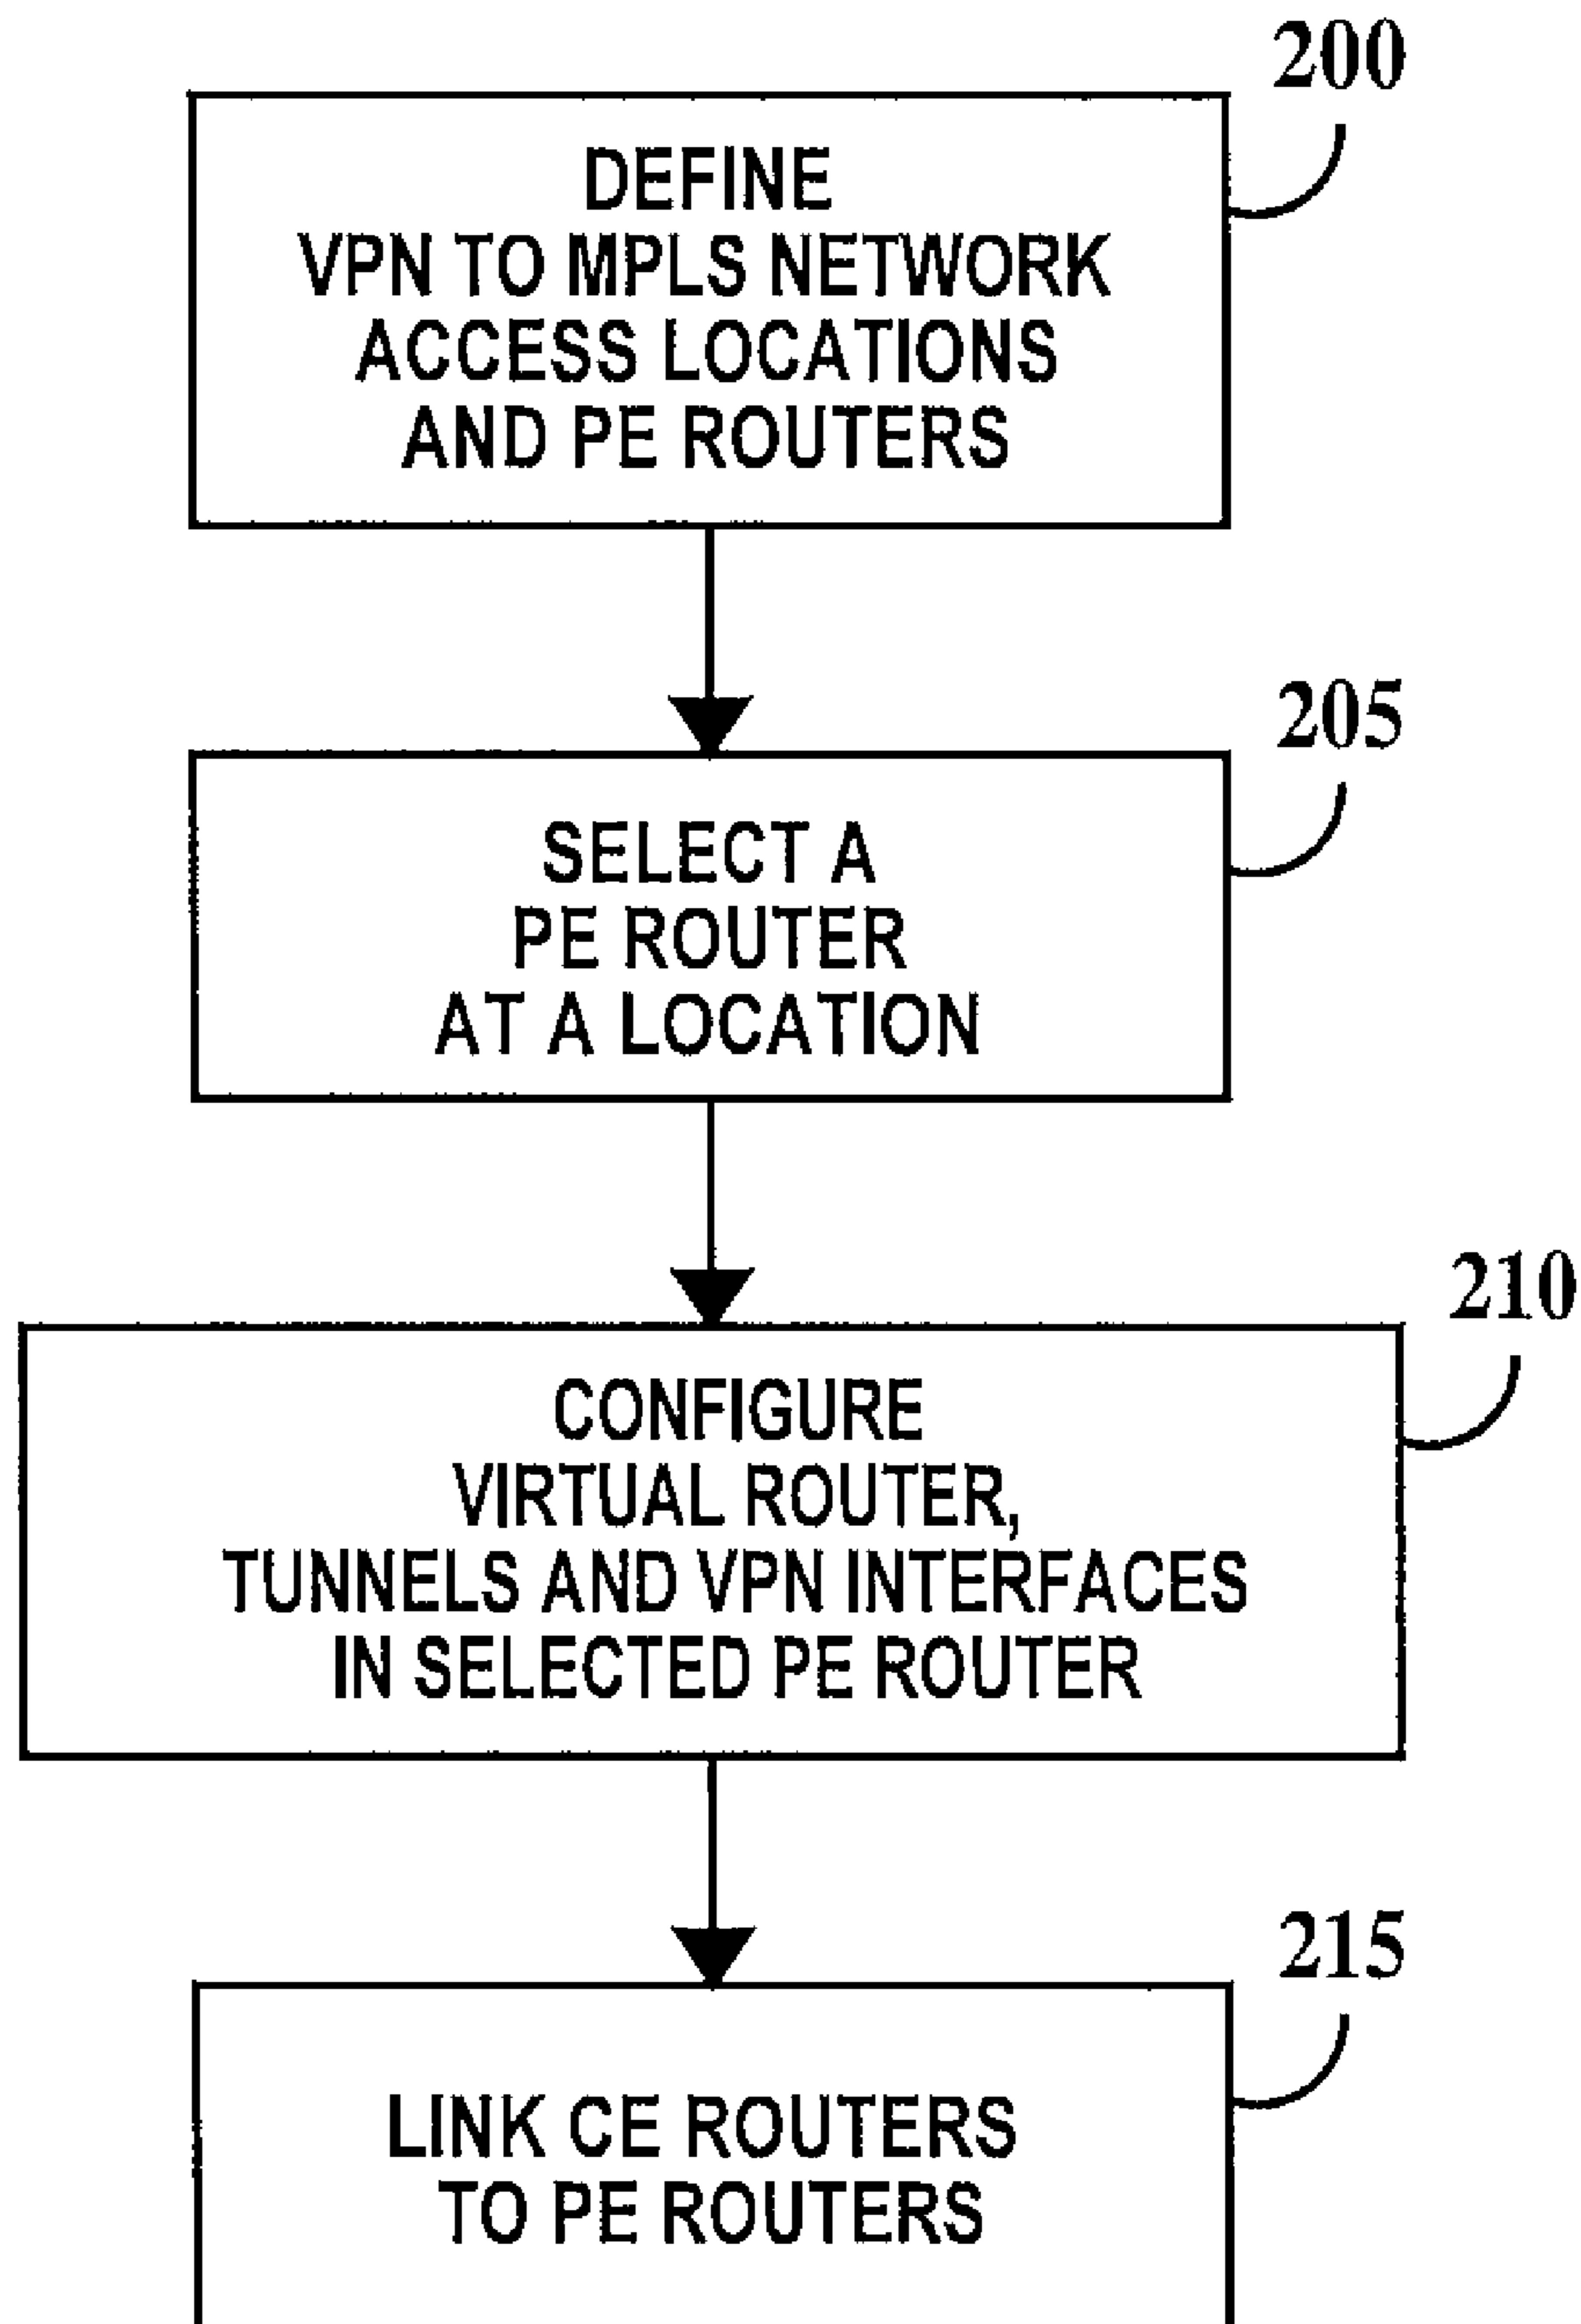 200
DEFINE
VPN TO MPLS NETWORK
ACCESS LOCATIONS
AND PE ROUTERS
205
SELECT A
PE ROUTER
AT A LOCATION
210
CONFIGURE
VIRTUAL ROUTER,
TUNNELS AND VPN INTERFACES
IN SELECTED PE ROUTER
215
LINK CE ROUTERS
TO PE ROUTERS